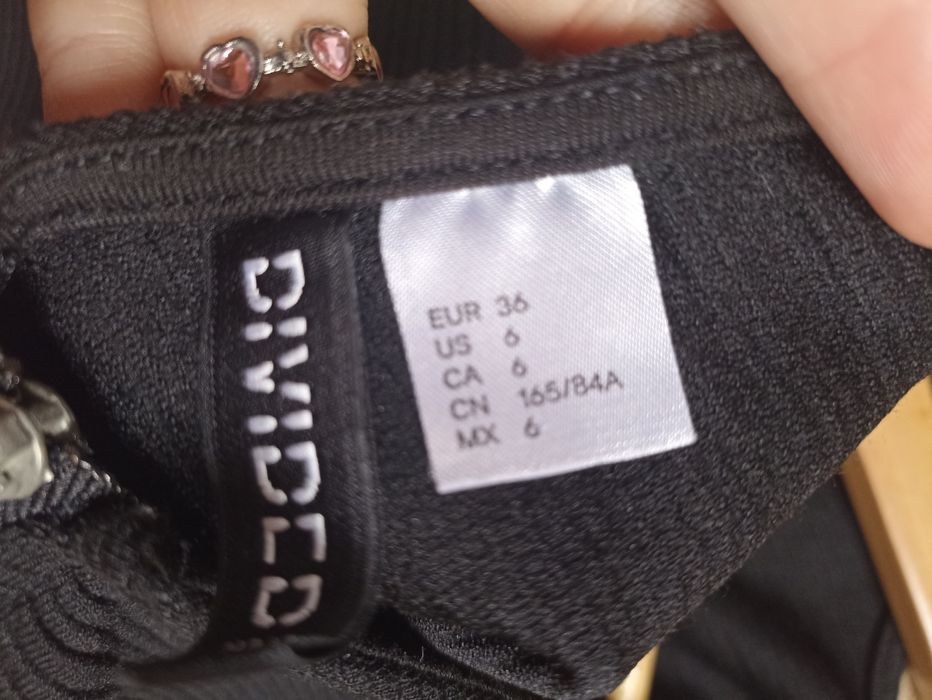 DIVIDED
EUR 36
US 6
CA 6
CN 165/84A
MX 6